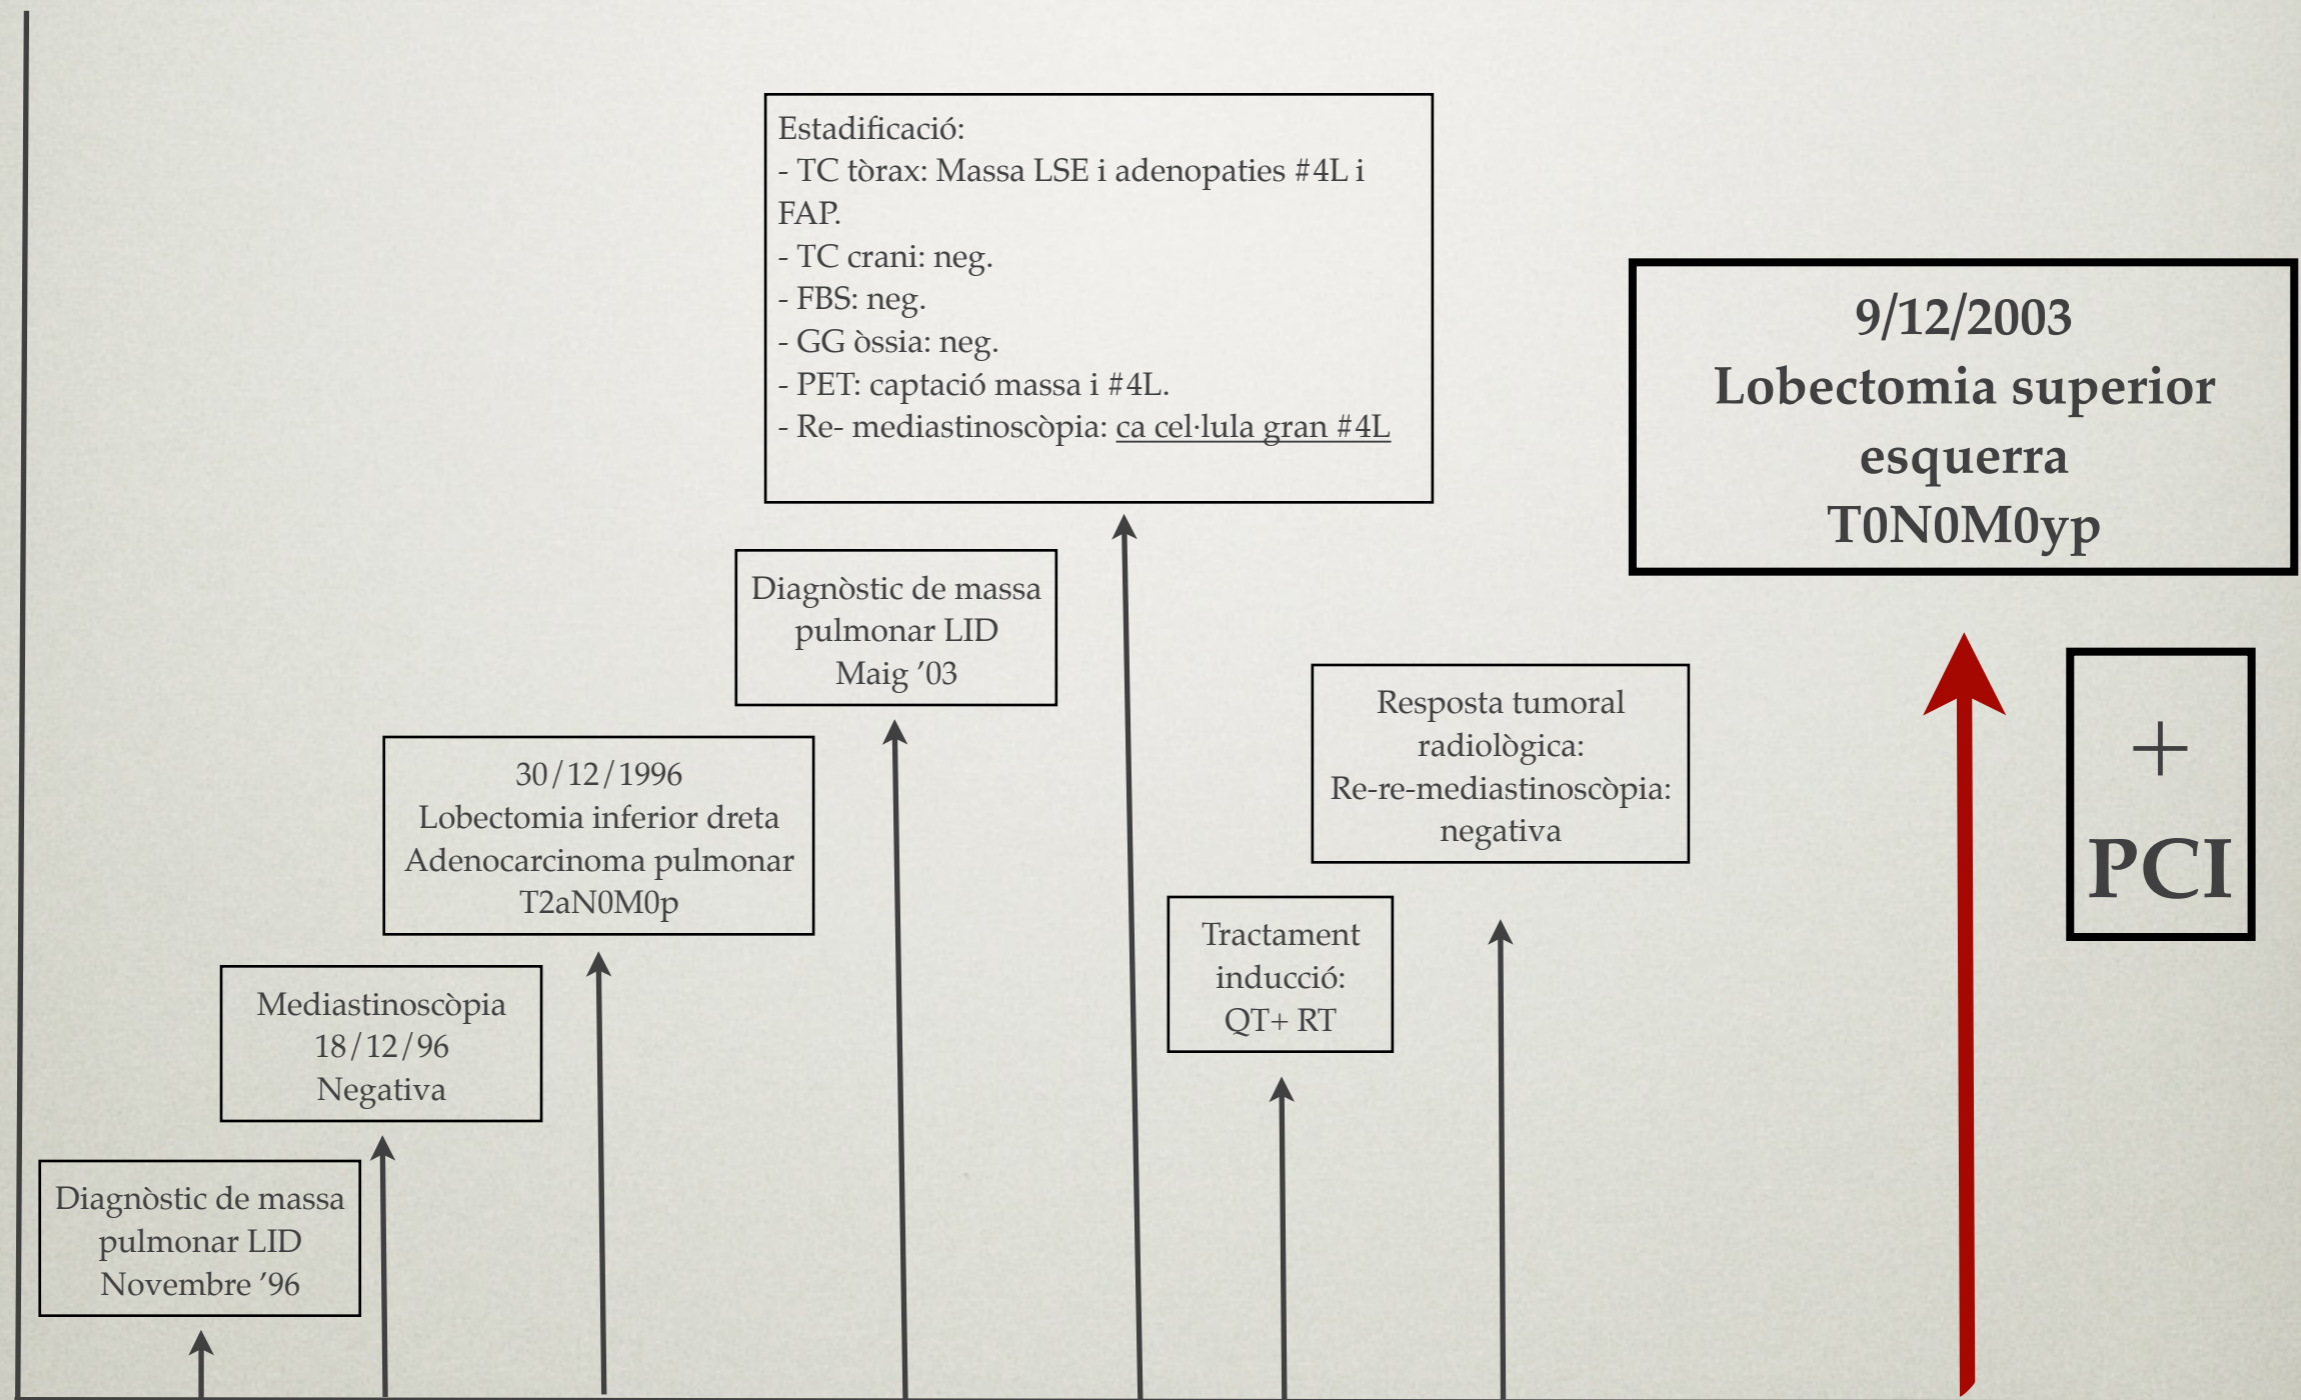 Diagnòstic de massa
pulmonar LID
Novembre ’96
Mediastinoscòpia
18/12/96
Negativa
30/12/1996
Lobectomia inferior dreta
Adenocarcinoma pulmonar
T2aN0M0p
Diagnòstic de massa
pulmonar LID
Maig ’03
Estadificació:
- TC tòrax: Massa LSE i adenopaties #4L i
FAP.
- TC crani: neg.
- FBS: neg.
- GG òssia: neg.
- PET: captació massa i #4L.
- Re- mediastinoscòpia: ca cel·lula gran #4L
Tractament
inducció:
QT+ RT
Resposta tumoral
radiològica:
Re-re-mediastinoscòpia:
negativa
9/12/2003
Lobectomia superior
esquerra
T0N0M0yp
+
PCI